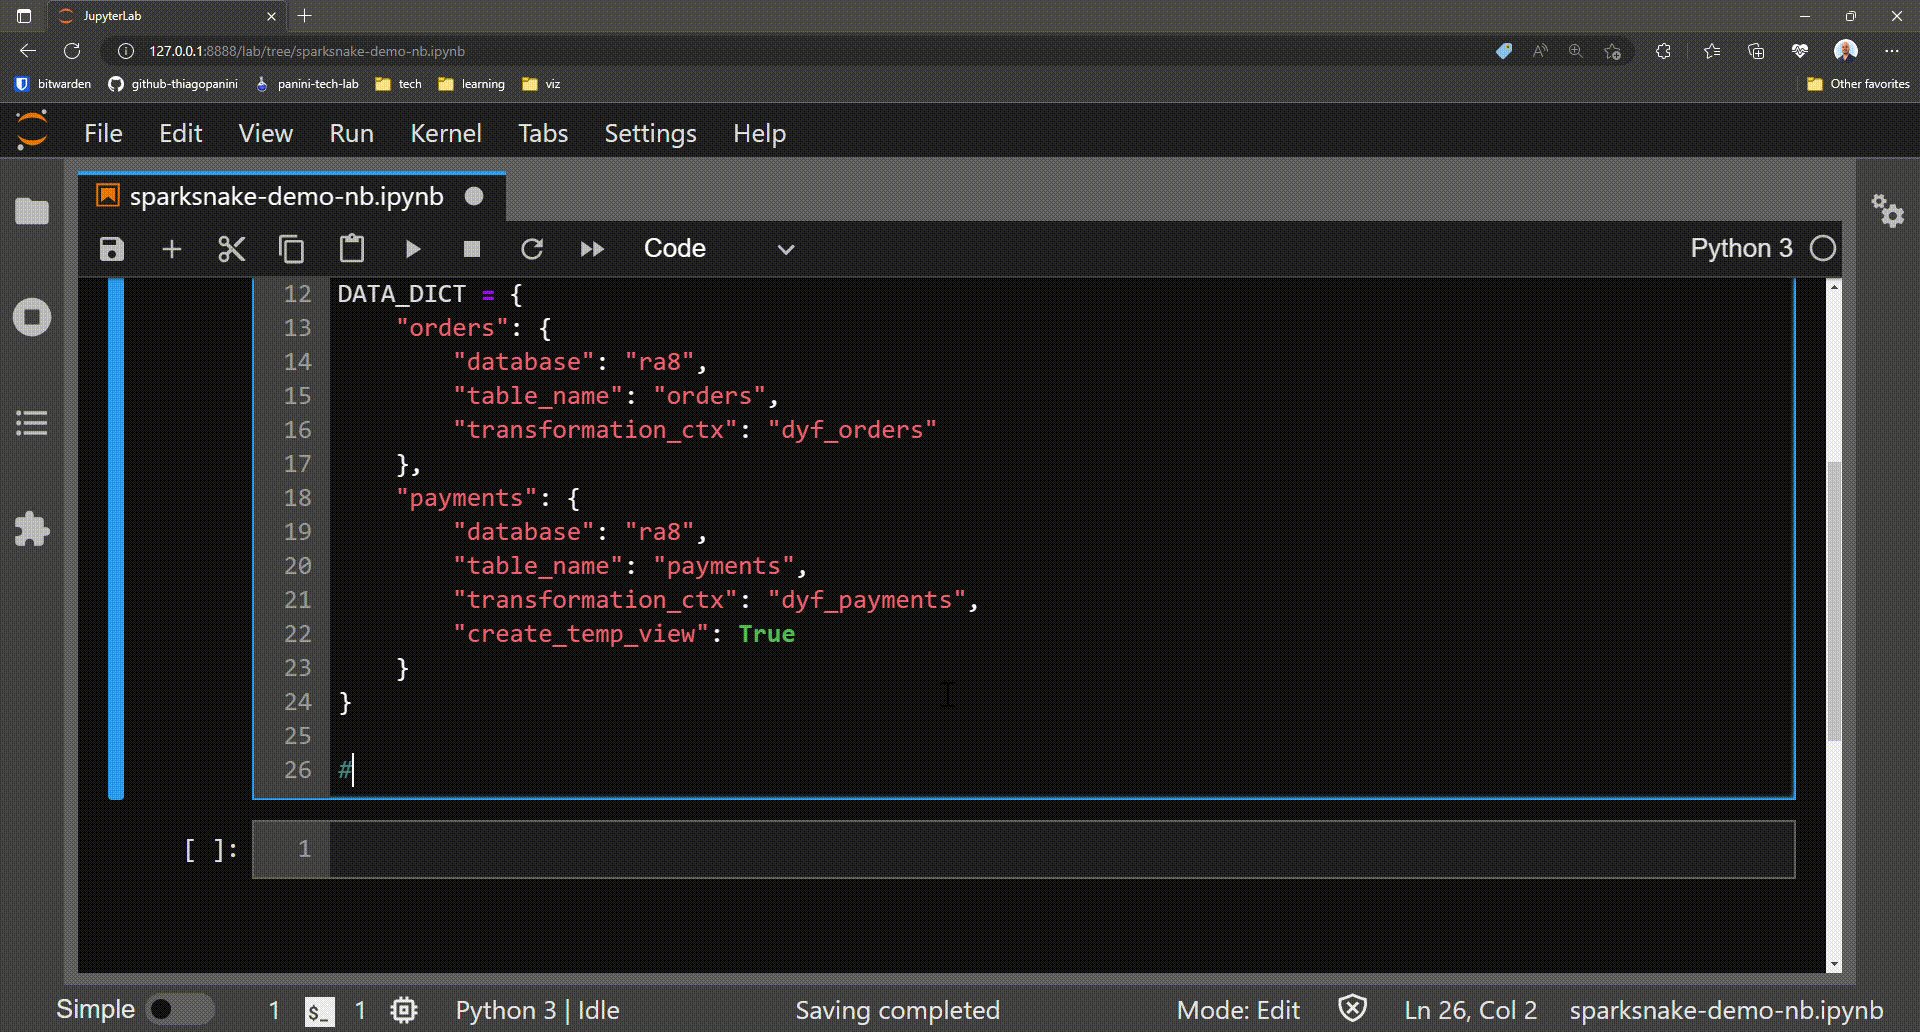 JupyterLab
127.0.0.1:8888/lab/tree/sparksnake-demo-nb.ipynb
bitwarden github-thiagopanini panini-tech-lab tech learning viz Other favorites
File Edit View Run Kernel Tabs Settings Help
sparksnake-demo-nb.ipynb
Code Python 3
12 DATA_DICT = {
13     "orders": {
14         "database": "ra8",
15         "table_name": "orders",
16         "transformation_ctx": "dyf_orders"
17     },
18     "payments": {
19         "database": "ra8",
20         "table_name": "payments",
21         "transformation_ctx": "dyf_payments",
22         "create_temp_view": True
23     }
24 }
25
26 #
[ ]: 1
Simple 1 $_ 1 Python 3 | Idle Saving completed Mode: Edit Ln 26, Col 2 sparksnake-demo-nb.ipynb